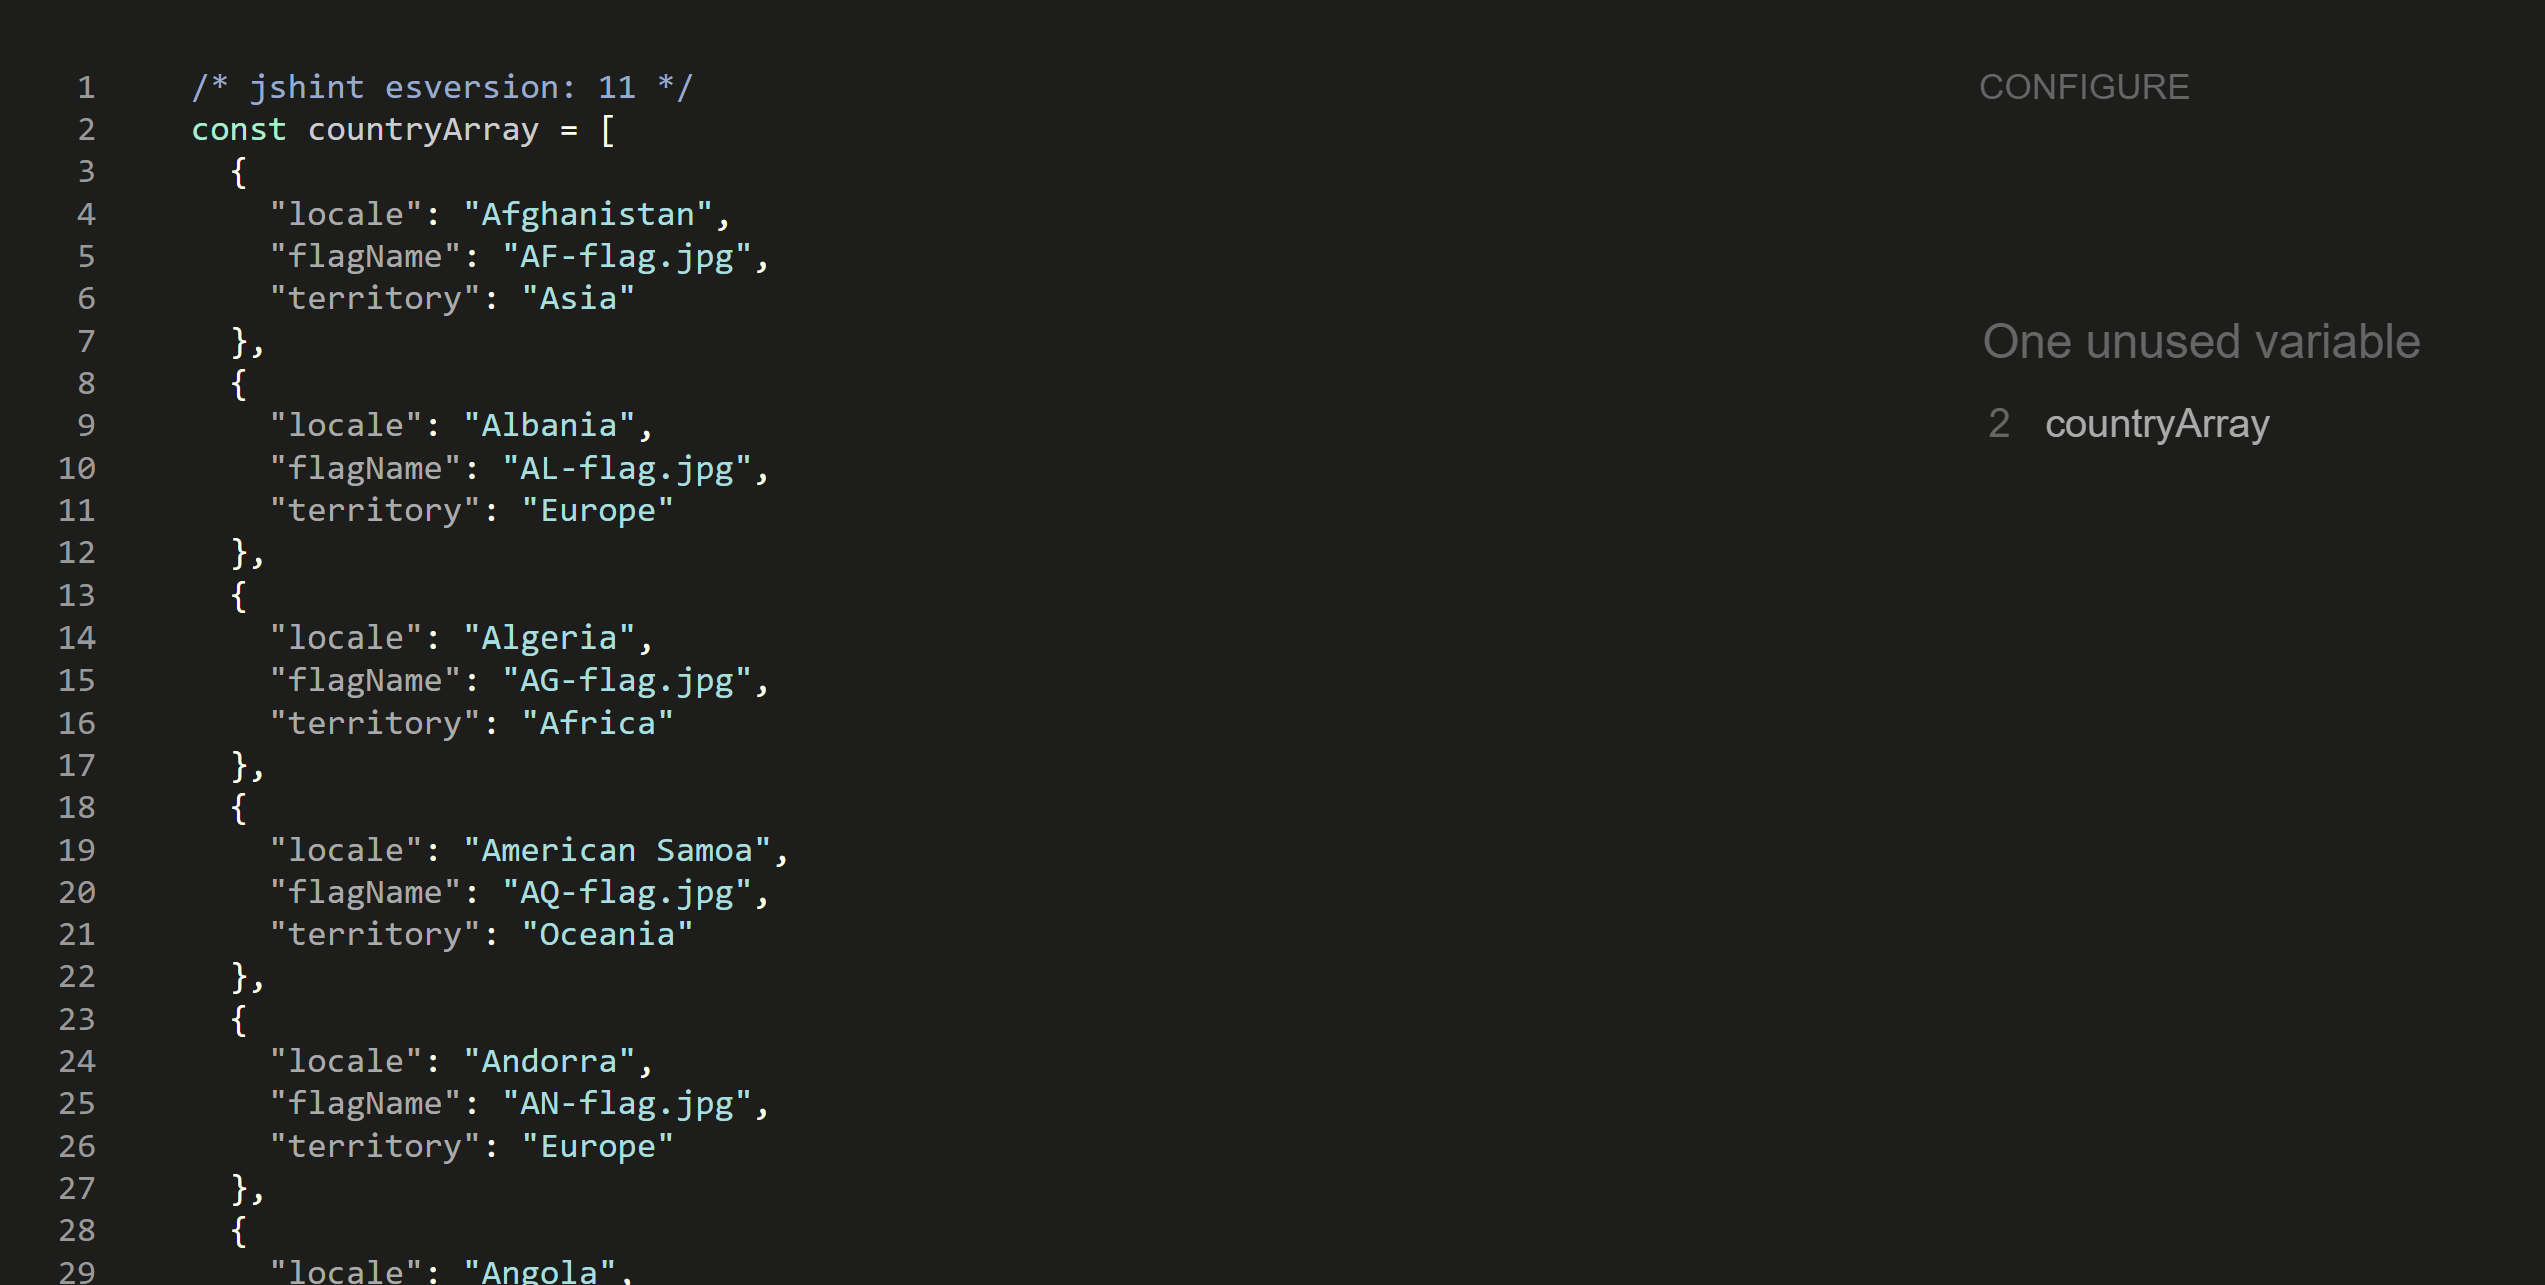 1 /* jshint esversion: 11 */
CONFIGURE
2 const countryArray = [
3 {
4 "locale": "Afghanistan",
5 "flagName": "AF-flag.jpg",
6 "territory": "Asia"
7 },
One unused variable
8 {
9 "locale": "Albania",
2 countryArray
10 "flagName": "AL-flag.jpg",
11 "territory": "Europe"
12 },
13 {
14 "locale": "Algeria",
15 "flagName": "AG-flag.jpg",
16 "territory": "Africa"
17 },
18 {
19 "locale": "American Samoa",
20 "flagName": "AQ-flag.jpg",
21 "territory": "Oceania"
22 },
23 {
24 "locale": "Andorra",
25 "flagName": "AN-flag.jpg",
26 "territory": "Europe"
27 },
28 {
29 "locale": "Angola",